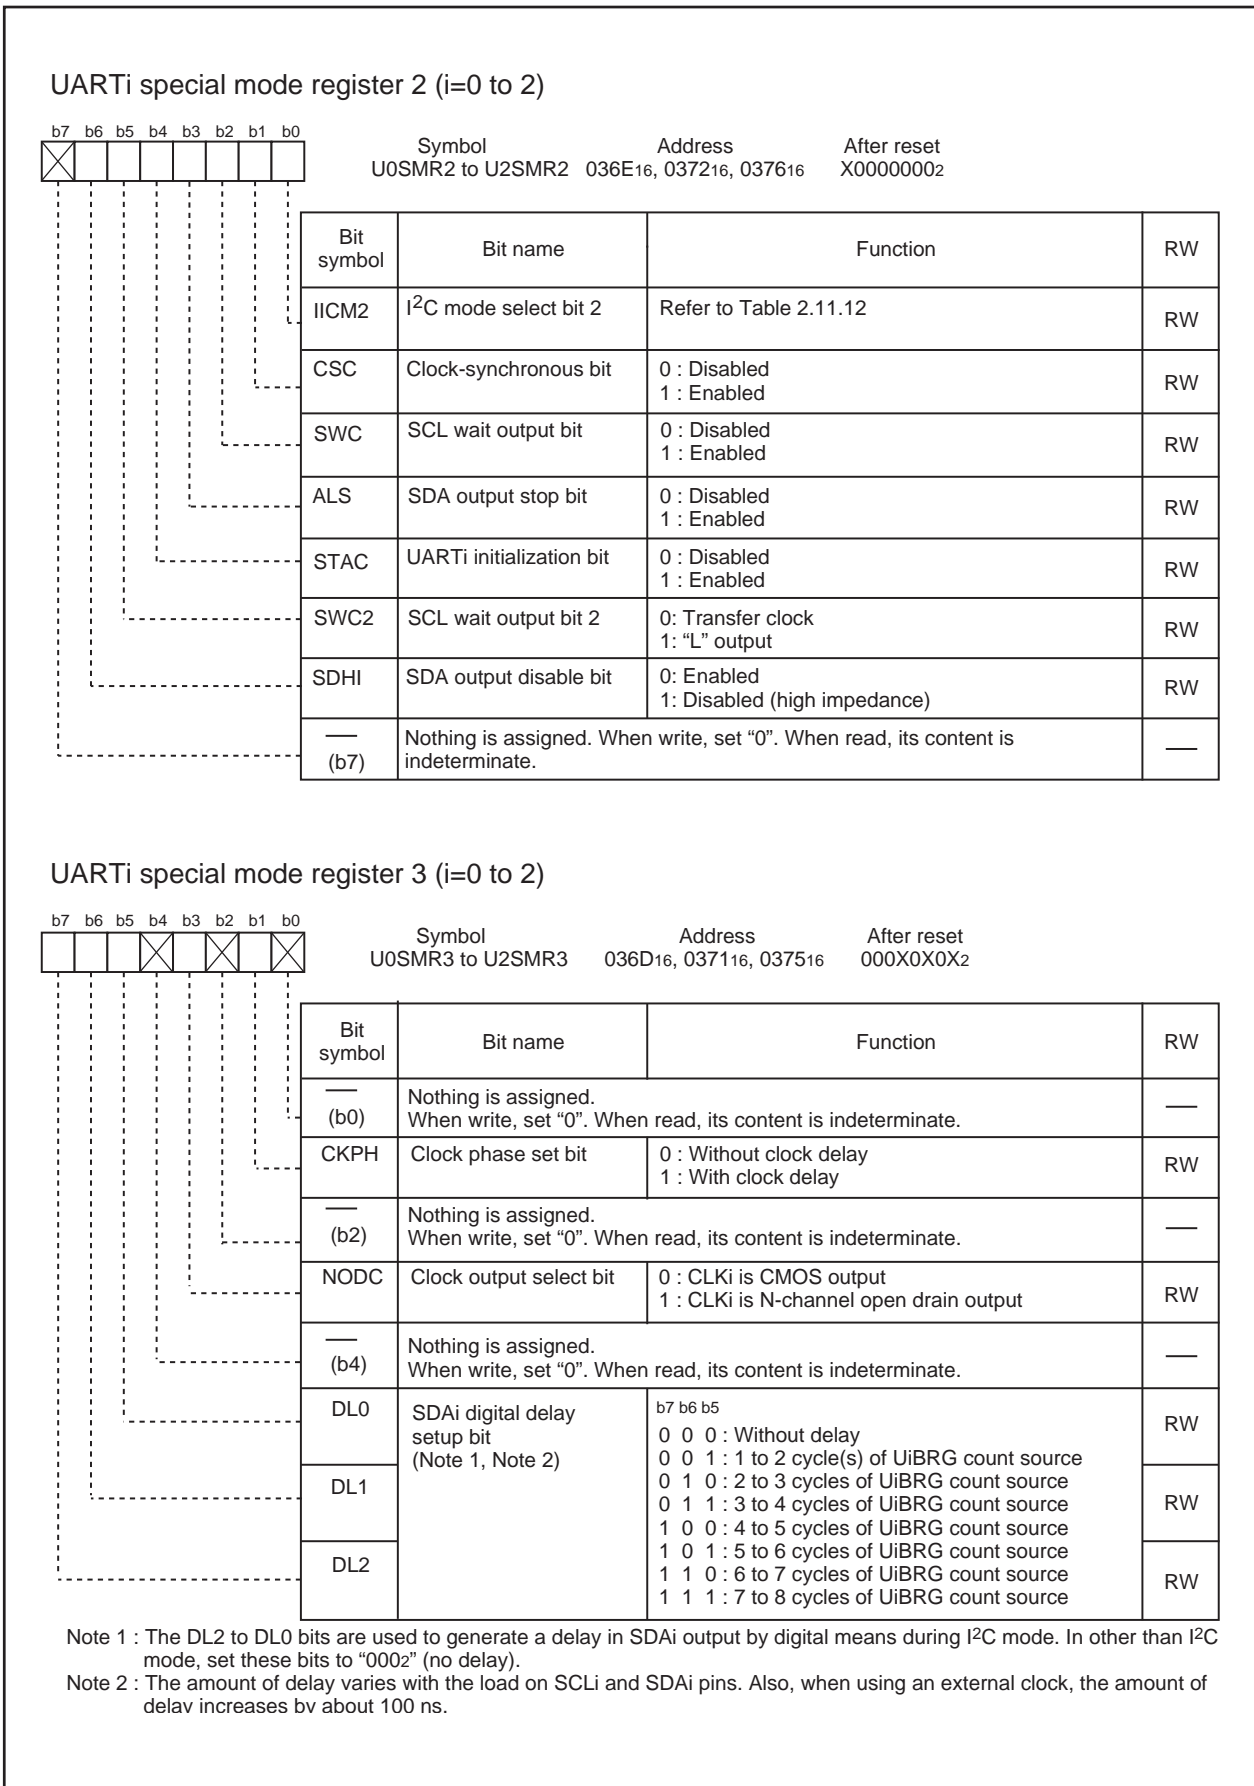 UARTi special mode register 2 (i=0 to 2)
b7 b6 b5 b4 b3 b2 b1 b0
Symbol Address After reset
U0SMR2 to U2SMR2 036E16, 037216, 037616 X00000002
Bit symbol Bit name Function RW
IICM2 I2C mode select bit 2 Refer to Table 2.11.12 RW
CSC Clock-synchronous bit 0 : Disabled RW
1 : Enabled
SWC SCL wait output bit 0 : Disabled RW
1 : Enabled
ALS SDA output stop bit 0 : Disabled RW
1 : Enabled
STAC UARTi initialization bit 0 : Disabled RW
1 : Enabled
SWC2 SCL wait output bit 2 0: Transfer clock RW
1: “L” output
SDHI SDA output disable bit 0: Enabled RW
1: Disabled (high impedance)
— (b7) Nothing is assigned. When write, set “0”. When read, its content is —
indeterminate.
UARTi special mode register 3 (i=0 to 2)
b7 b6 b5 b4 b3 b2 b1 b0
Symbol Address After reset
U0SMR3 to U2SMR3 036D16, 037116, 037516 000X0X0X2
Bit symbol Bit name Function RW
— (b0) Nothing is assigned. —
When write, set “0”. When read, its content is indeterminate.
CKPH Clock phase set bit 0 : Without clock delay RW
1 : With clock delay
— (b2) Nothing is assigned. —
When write, set “0”. When read, its content is indeterminate.
NODC Clock output select bit 0 : CLKi is CMOS output RW
1 : CLKi is N-channel open drain output
— (b4) Nothing is assigned. —
When write, set “0”. When read, its content is indeterminate.
DL0 SDAi digital delay b7 b6 b5 RW
setup bit 0 0 0 : Without delay
(Note 1, Note 2) 0 0 1 : 1 to 2 cycle(s) of UiBRG count source
DL1 0 1 0 : 2 to 3 cycles of UiBRG count source RW
0 1 1 : 3 to 4 cycles of UiBRG count source
1 0 0 : 4 to 5 cycles of UiBRG count source
DL2 1 0 1 : 5 to 6 cycles of UiBRG count source RW
1 1 0 : 6 to 7 cycles of UiBRG count source
1 1 1 : 7 to 8 cycles of UiBRG count source
Note 1 : The DL2 to DL0 bits are used to generate a delay in SDAi output by digital means during I2C mode. In other than I2C
mode, set these bits to “0002” (no delay).
Note 2 : The amount of delay varies with the load on SCLi and SDAi pins. Also, when using an external clock, the amount of
delay increases by about 100 ns.